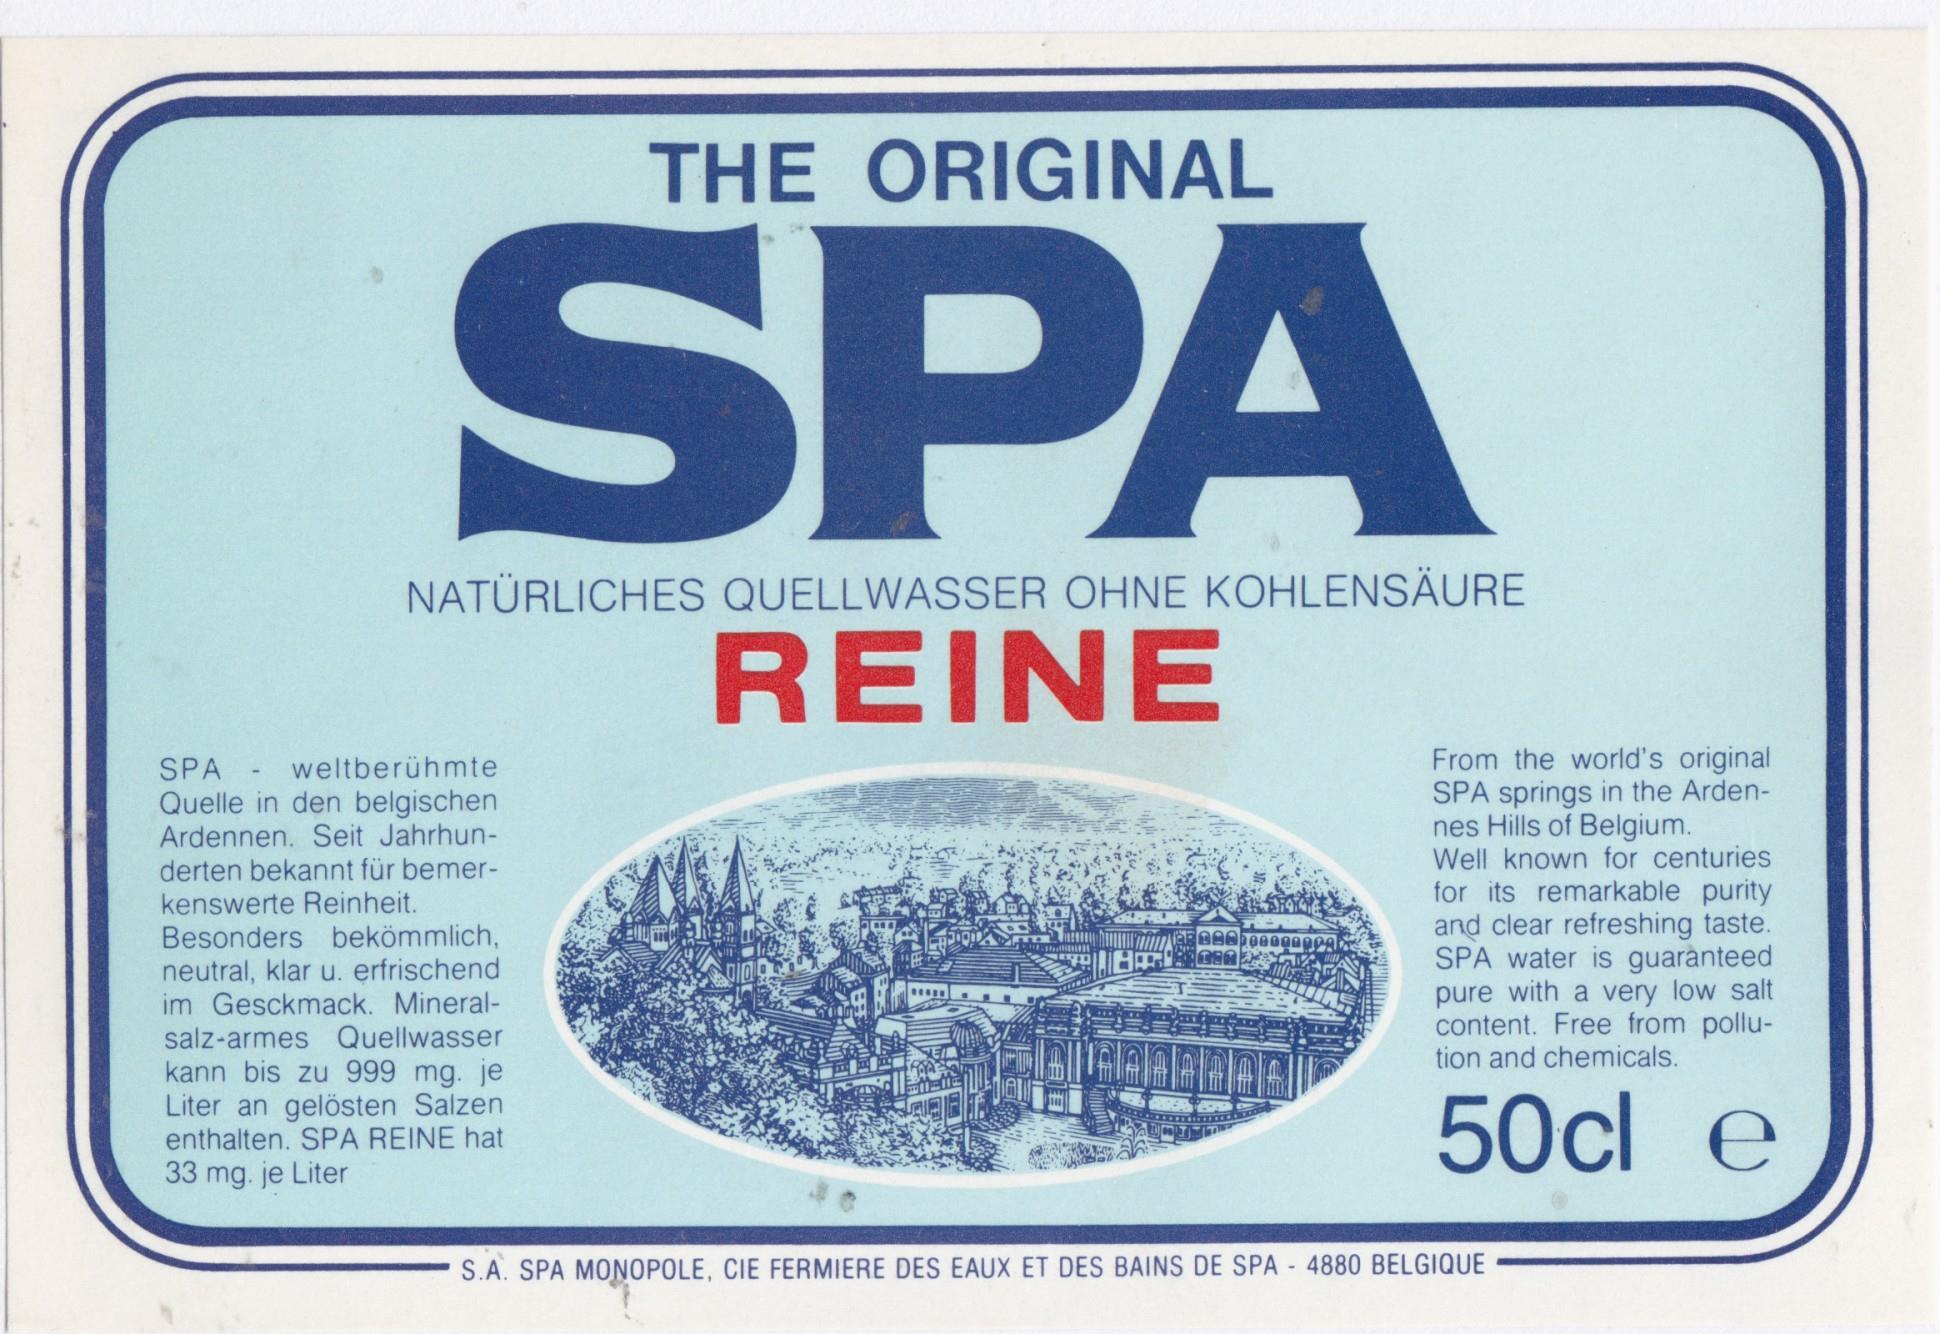 THE ORIGINAL
SPA
NATÜRLICHES QUELLWASSER OHNE KOHLENSÄURE
REINE
SPA - weltberühmte
Quelle in den belgischen
Ardennen. Seit Jahrhun-
derten bekannt für bemer-
kenswerte Reinheit.
Besonders bekömmlich,
neutral, klar u. erfrischend
im Gesckmack. Mineral-
salz-armes Quellwasser
kann bis zu 999 mg. je
Liter an gelösten Salzen
enthalten. SPA REINE hat
33 mg. je Liter
From the world's original
SPA springs in the Arden-
nes Hills of Belgium.
Well known for centuries
for its remarkable purity
and clear refreshing taste.
SPA water is guaranteed
pure with a very low salt
content. Free from pollu-
tion and chemicals.
50cl ℮
S.A. SPA MONOPOLE, CIE FERMIERE DES EAUX ET DES BAINS DE SPA - 4880 BELGIQUE